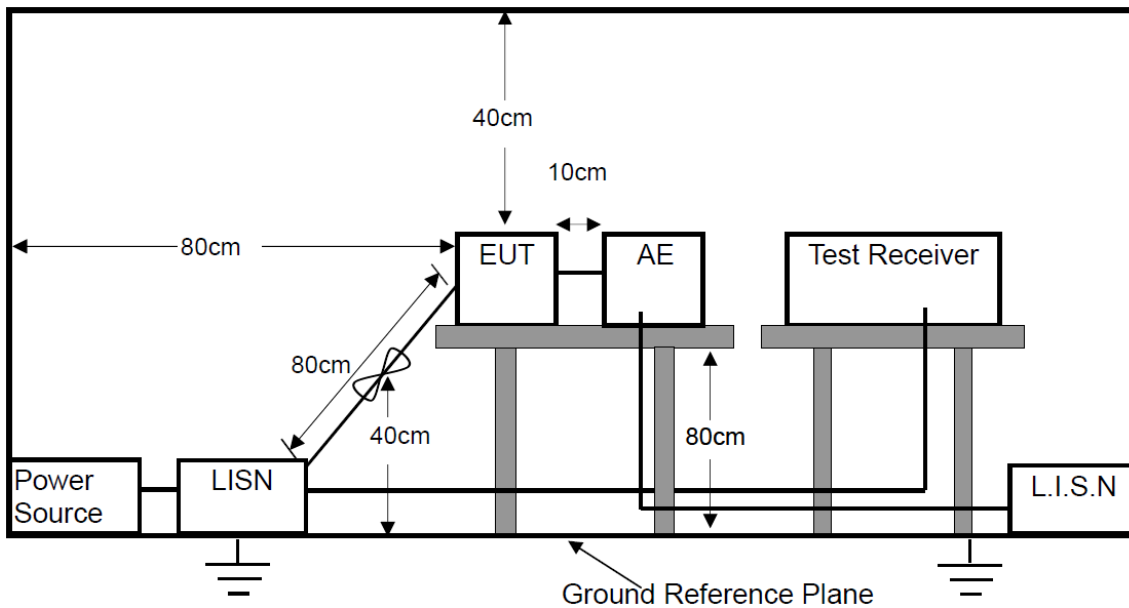 40cm
10cm
80cm
EUT
AE
Test Receiver
80cm
40cm
80cm
Power
Source
LISN
L.I.S.N
Ground Reference Plane